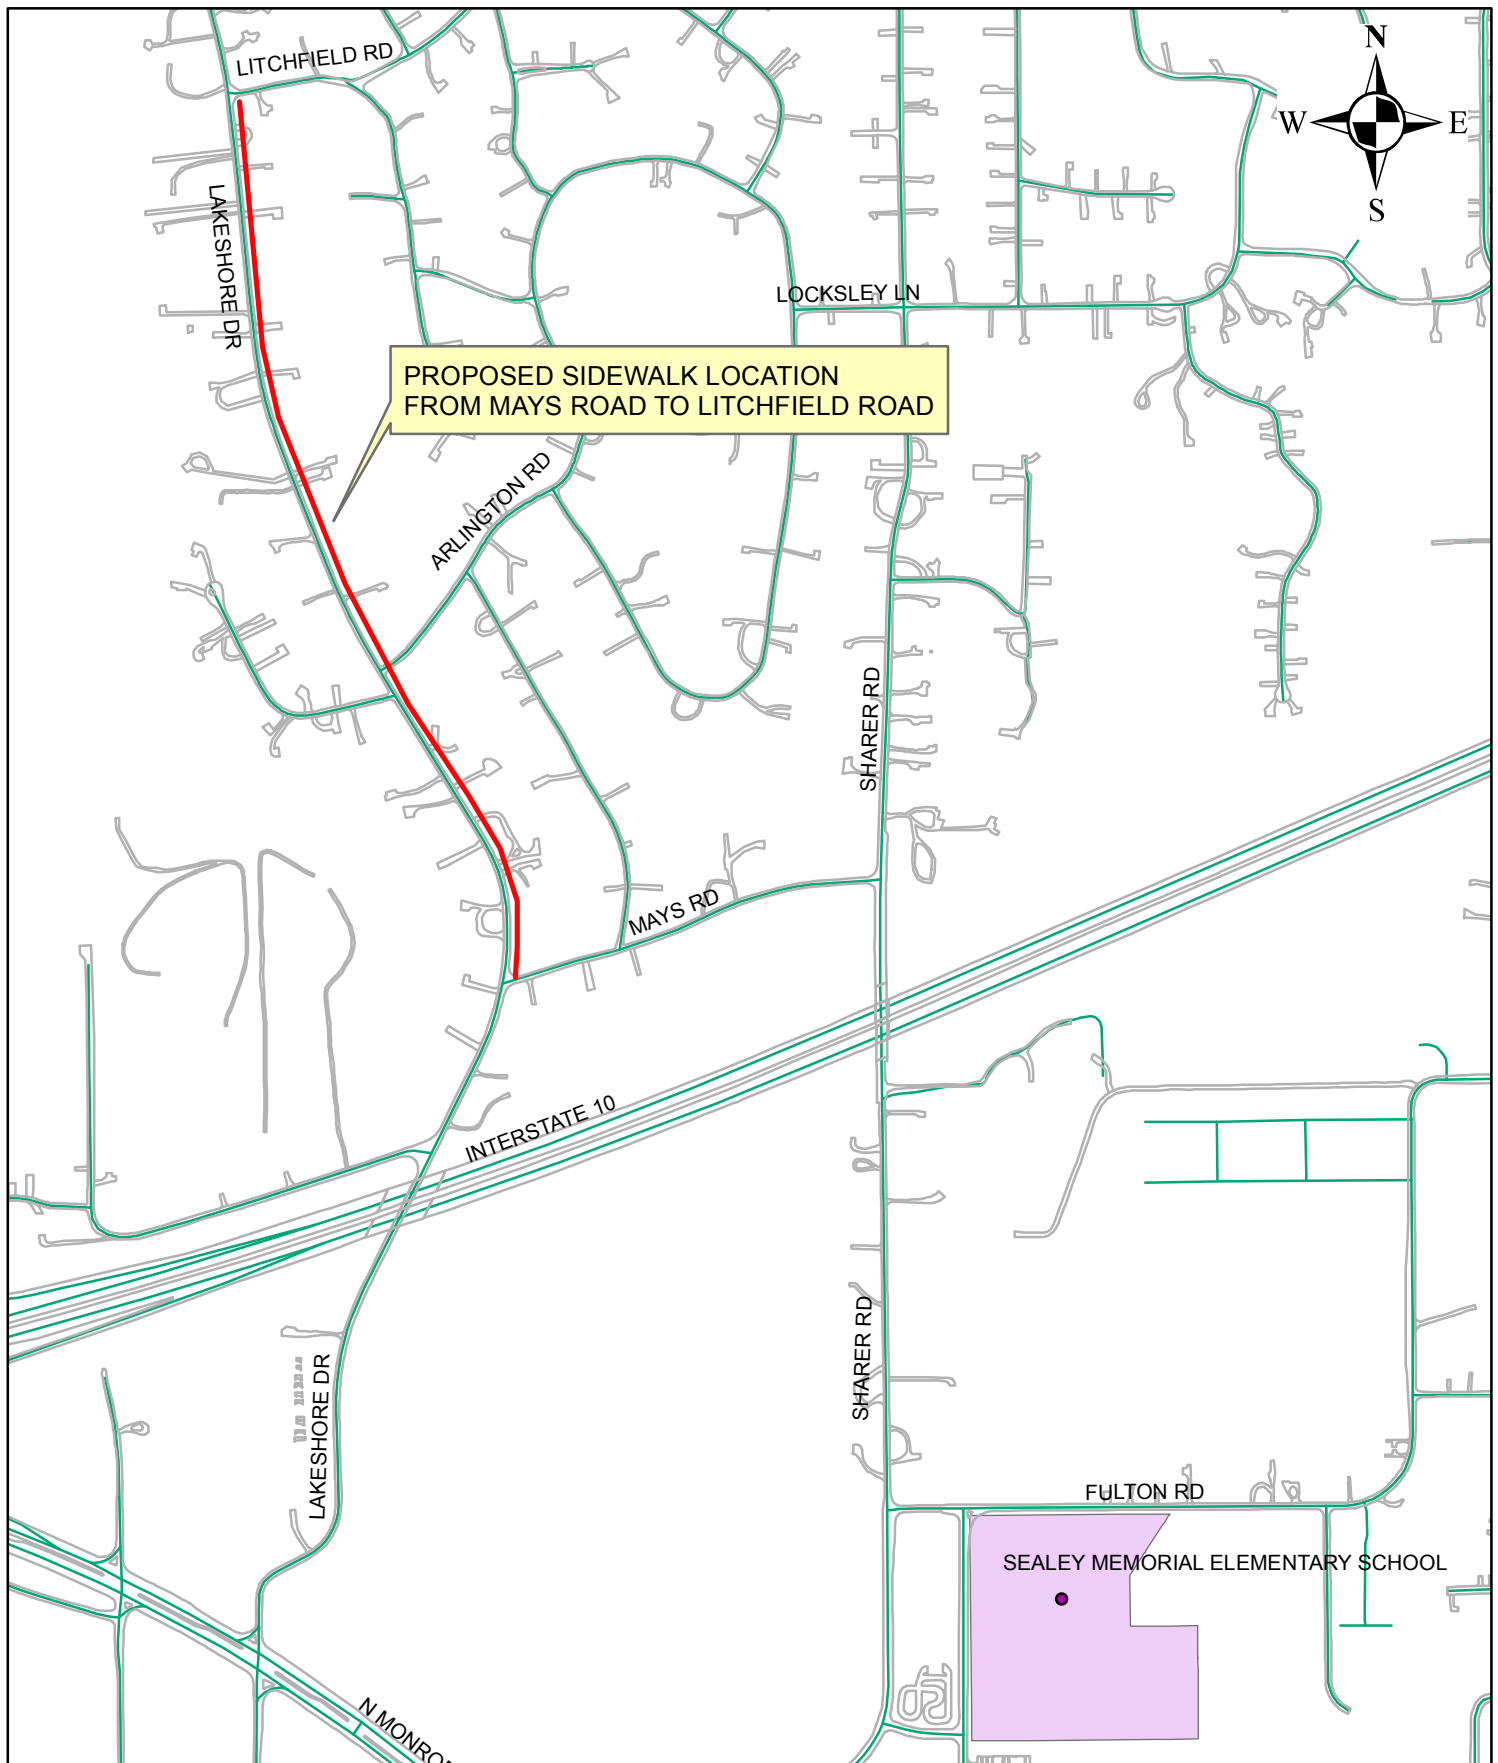 N
W
E
S
LITCHFIELD RD
LAKESHORE DR
LOCKSLEY LN
PROPOSED SIDEWALK LOCATION
FROM MAYS ROAD TO LITCHFIELD ROAD
ARLINGTON RD
SHARER RD
MAYS RD
INTERSTATE 10
SHARER RD
LAKESHORE DR
FULTON RD
SEALEY MEMORIAL ELEMENTARY SCHOOL
N MONRO